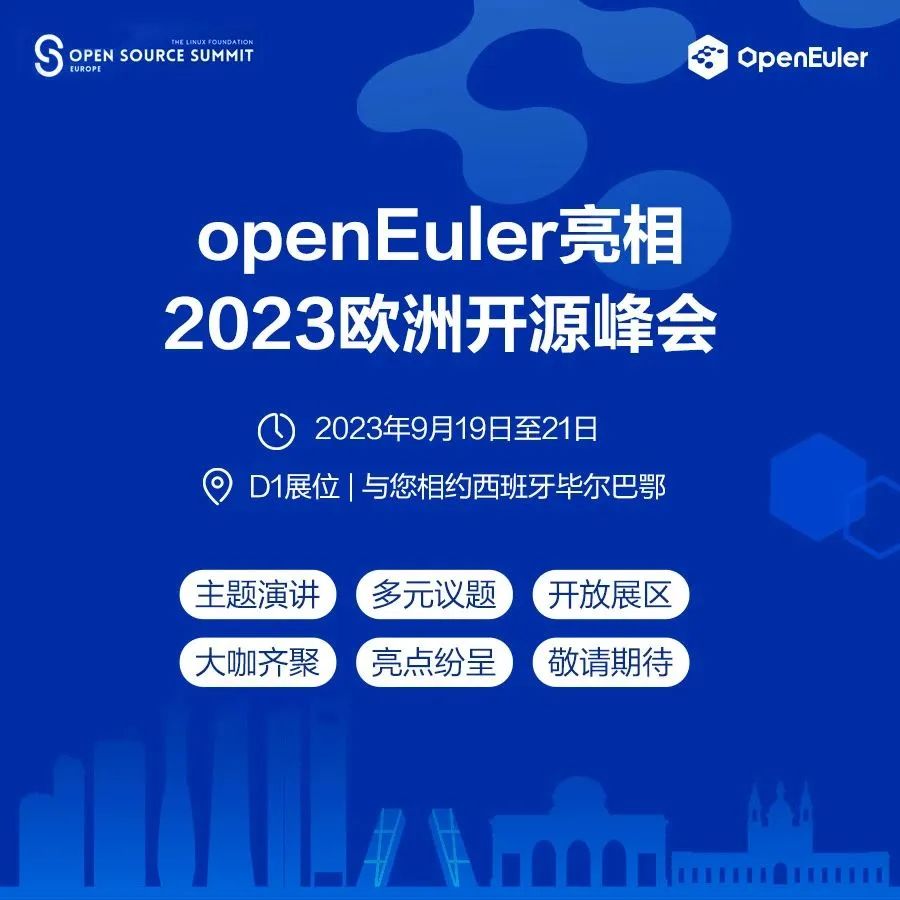 THE LINUX FOUNDATION
OPEN SOURCE SUMMIT
EUROPE
OpenEuler
openEuler亮相
2023欧洲开源峰会
2023年9月19日至21日
D1展位 | 与您相约西班牙毕尔巴鄂
主题演讲 多元议题 开放展区
大咖齐聚 亮点纷呈 敬请期待